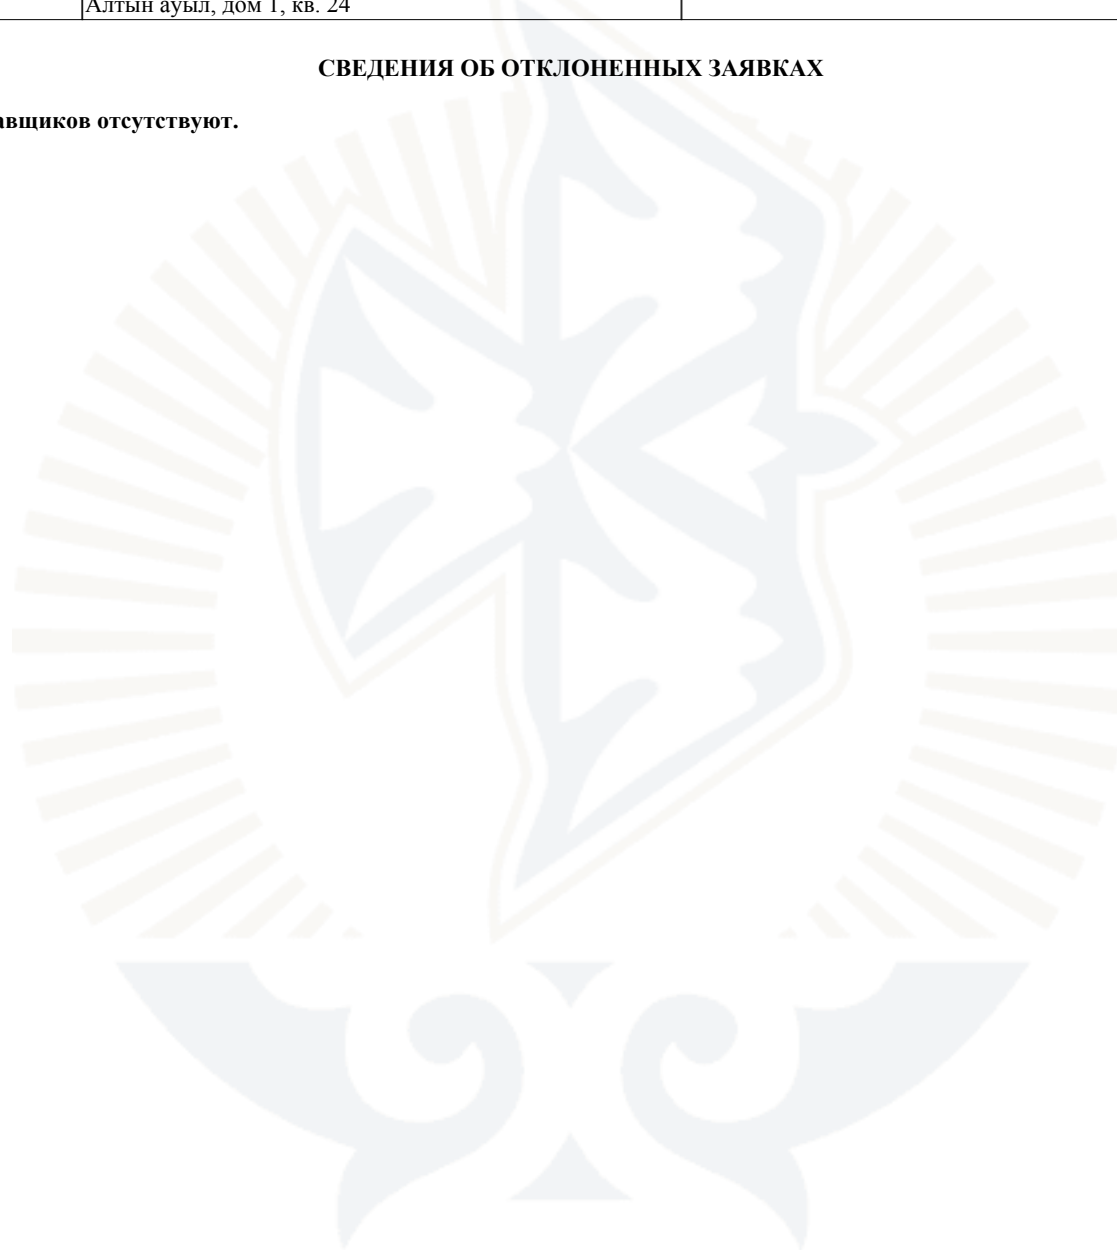 Алтын ауыл, дом 1, кв. 24
СВЕДЕНИЯ ОБ ОТКЛОНЕННЫХ ЗАЯВКАХ
авщиков отсутствуют.